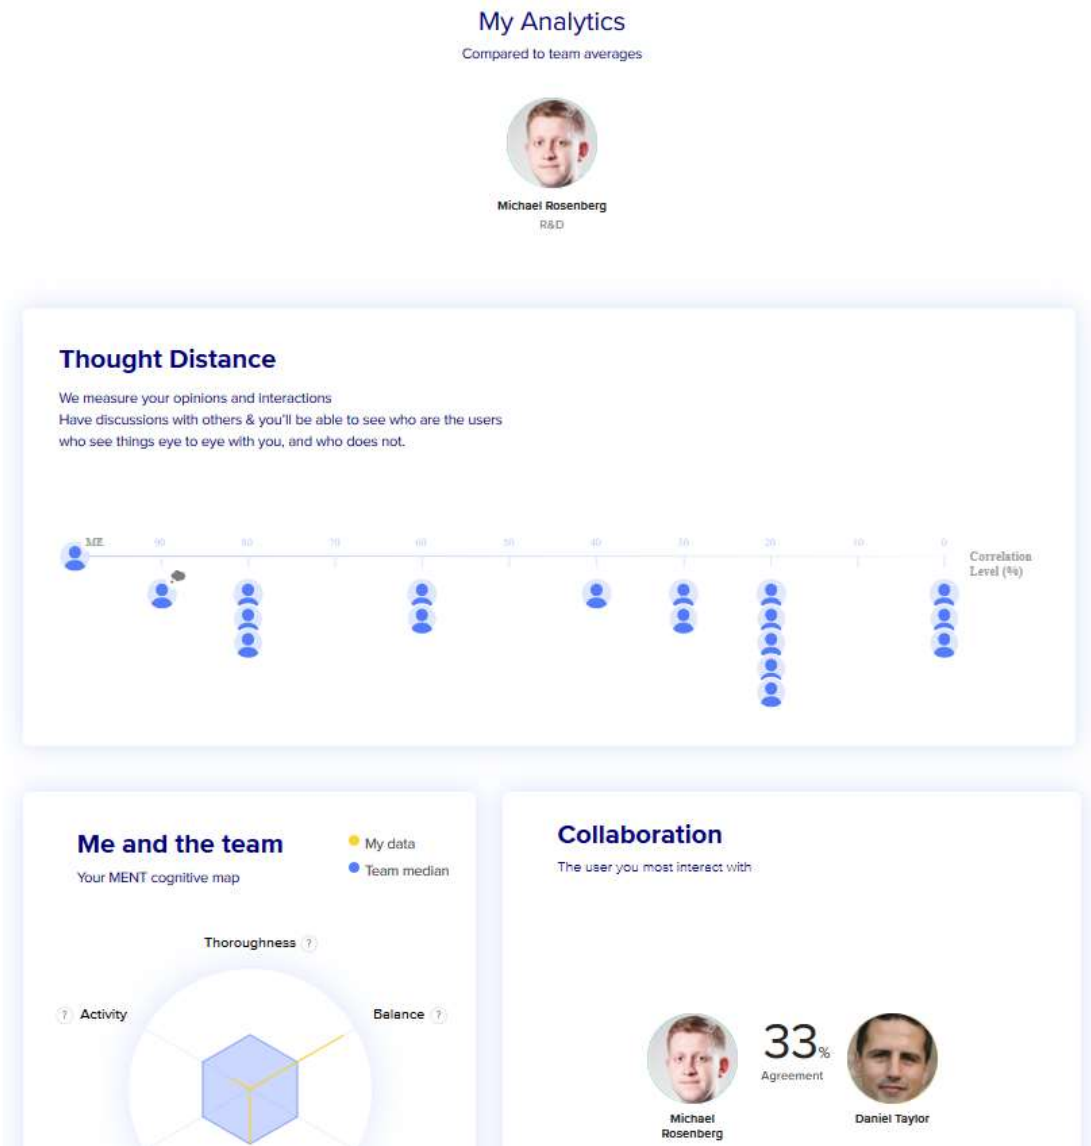 My Analytics
Compared to team averages
Michael Rosenberg
R&D
Thought Distance
We measure your opinions and interactions
Have discussions with others & you'll be able to see who are the users
who see things eye to eye with you, and who does not.
ME 90 80 70 60 50 40 30 20 10 0
Correlation
Level (%)
Me and the team
Your MENT cognitive map
My data
Team median
Thoroughness ?
? Activity
Balance ?
Collaboration
The user you most interact with
33%
Agreement
Michael
Rosenberg
Daniel Taylor